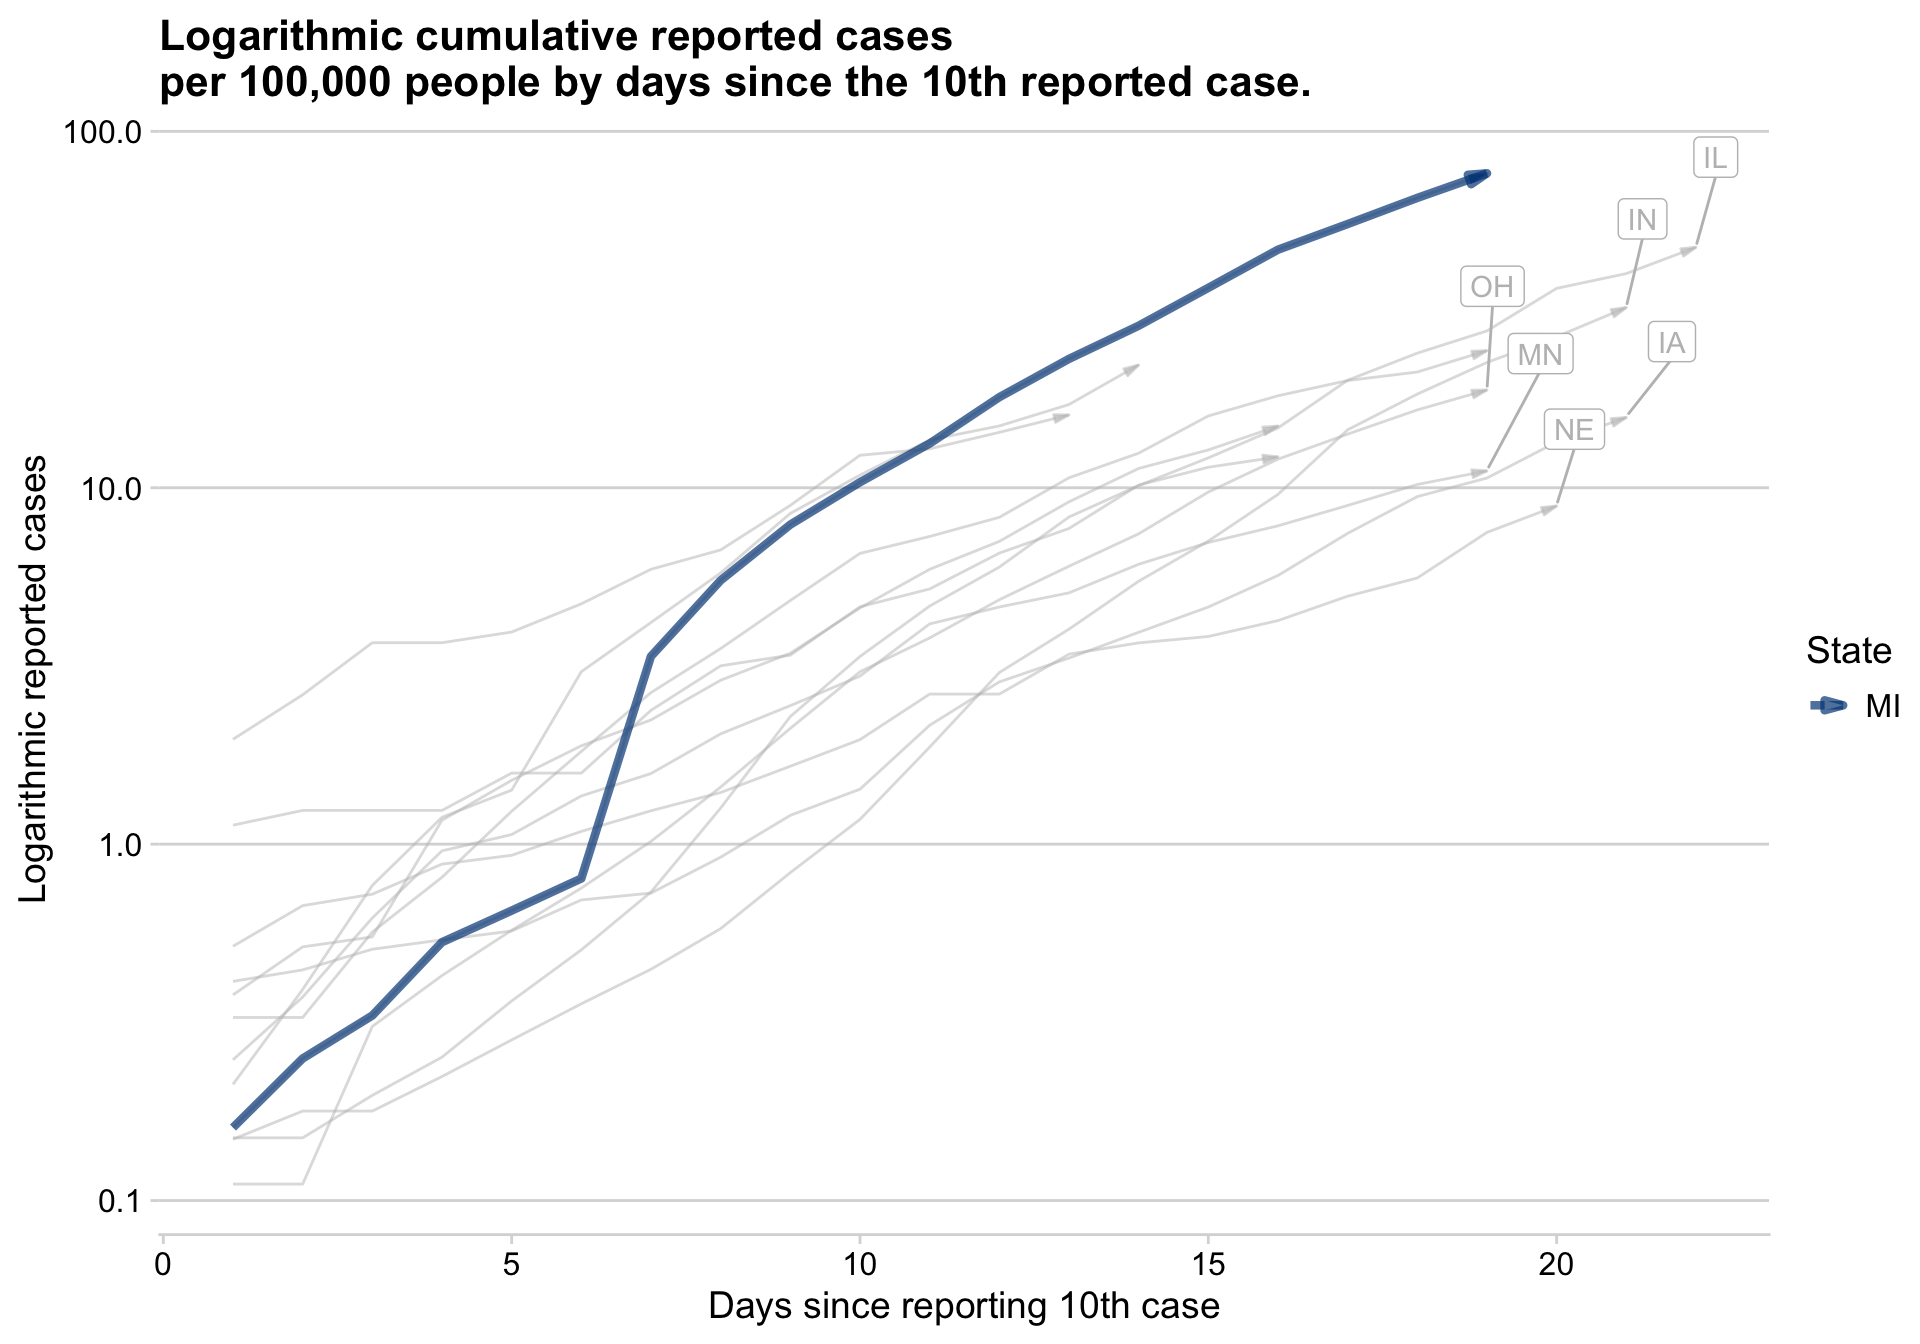 Logarithmic cumulative reported cases
per 100,000 people by days since the 10th reported case.
100.0
10.0
1.0
0.1
Logarithmic reported cases
IL
IN
OH
IA
MN
NE
State
MI
0
5
10
15
20
Days since reporting 10th case